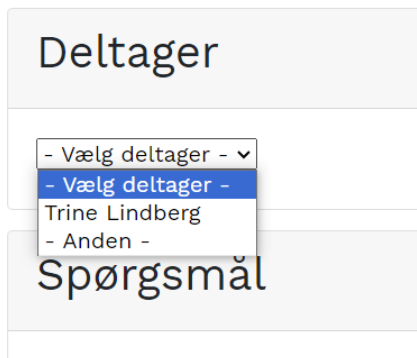 Deltager
- Vælg deltager -
- Vælg deltager -
Trine Lindberg
- Anden -
Spørgsmål